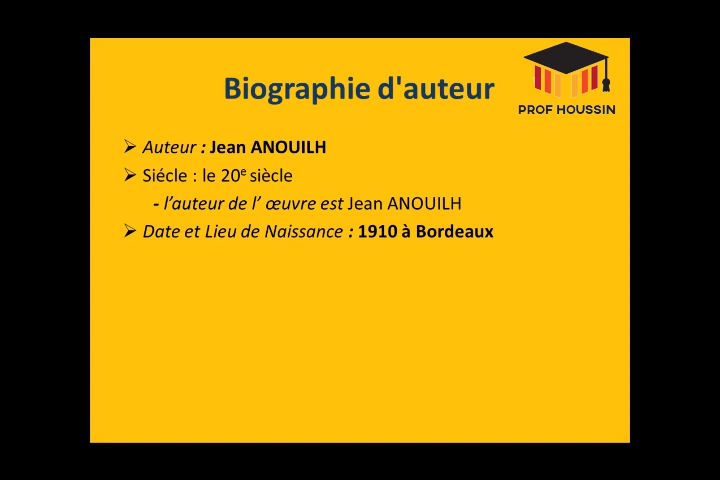 Biographie d'auteur
PROF HOUSSIN
➢ Auteur : Jean ANOUILH
➢ Siécle : le 20e siècle
- l’auteur de l’ œuvre est Jean ANOUILH
➢ Date et Lieu de Naissance : 1910 à Bordeaux